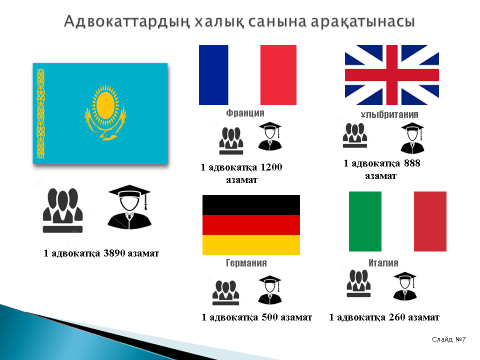 Адвокаттардың халық санына арақатынасы
Франция
1 адвокатқа 1200
азамат
ұлыбритания
1 адвокатқа 888
азамат
1 адвокатқа 3890 азамат
Германия
1 адвокатқа 500 азамат
Италия
1 адвокатқа 260 азамат
Слайд №7